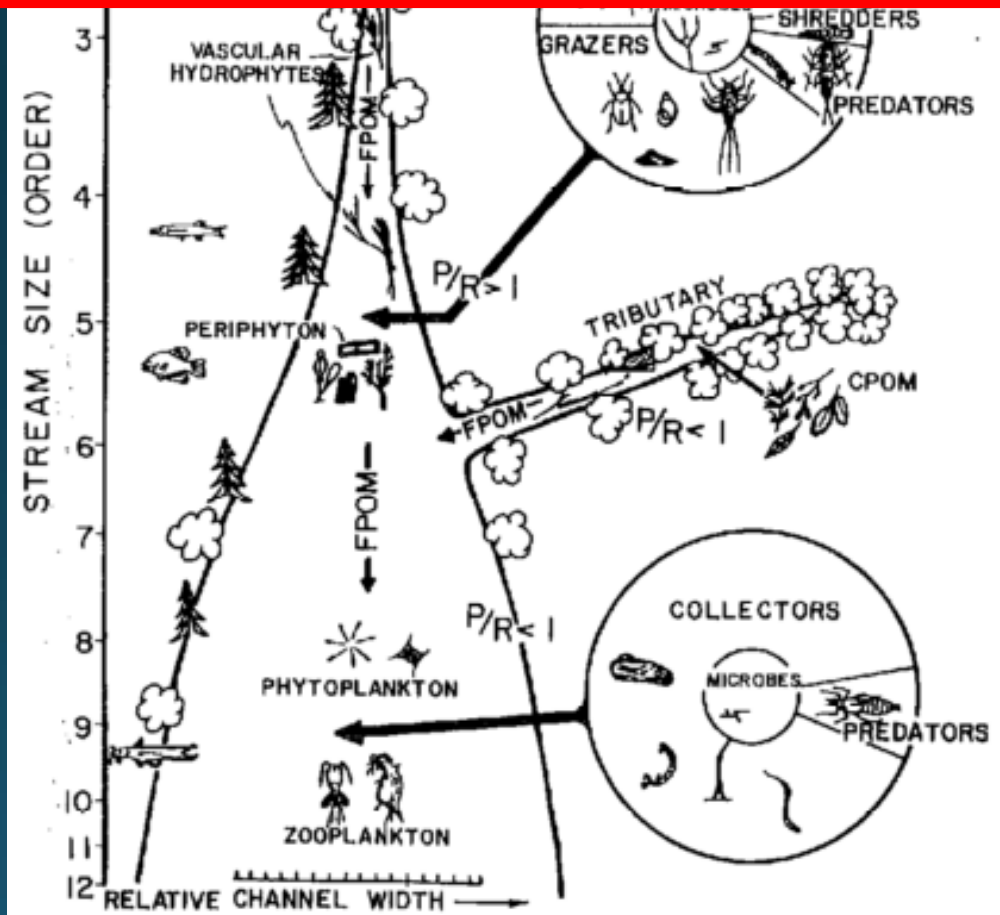 STREAM SIZE (ORDER)
3
4
5
6
7
8
9
10
11
12
VASCULAR
HYDROPHYTES
FPOM
SHREDDERS
GRAZERS
PREDATORS
P/R > 1
PERIPHYTON
TRIBUTARY
CPOM
FPOM
P/R < 1
FPOM
P/R < 1
COLLECTORS
MICROBES
PREDATORS
PHYTOPLANKTON
ZOOPLANKTON
RELATIVE CHANNEL WIDTH